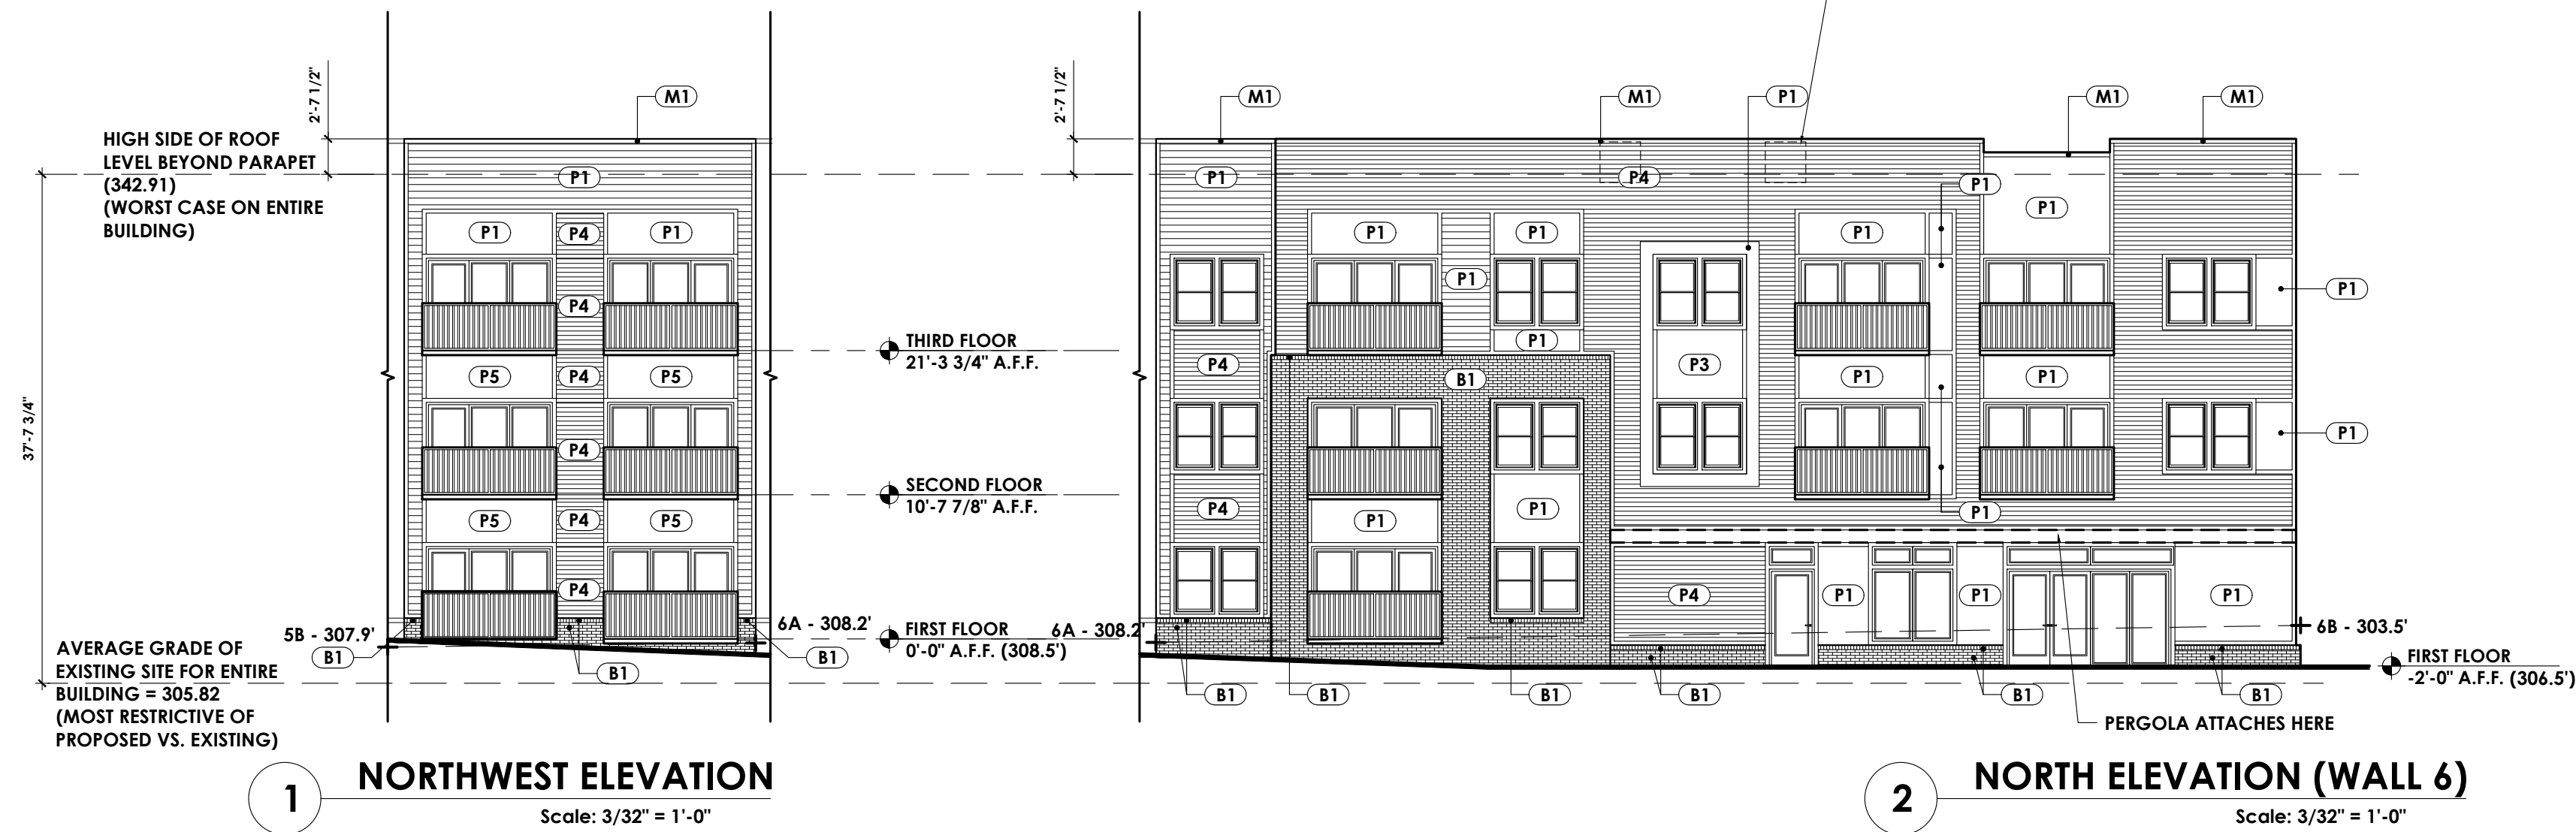 2'-7 1/2"
M1
HIGH SIDE OF ROOF
LEVEL BEYOND PARAPET
(342.91)
(WORST CASE ON ENTIRE
BUILDING)
37'-7 3/4"
P1
P1
P4
P1
P4
P5
P4
P5
P4
P5
P4
P5
P4
5B - 307.9'
B1
B1
6A - 308.2'
B1
AVERAGE GRADE OF
EXISTING SITE FOR ENTIRE
BUILDING = 305.82
(MOST RESTRICTIVE OF
PROPOSED VS. EXISTING)
THIRD FLOOR
21'-3 3/4" A.F.F.
SECOND FLOOR
10'-7 7/8" A.F.F.
FIRST FLOOR
0'-0" A.F.F. (308.5')
1
NORTHWEST ELEVATION
Scale: 3/32" = 1'-0"
2'-7 1/2"
M1
M1
P1
M1
M1
P1
P4
P1
P1
P1
P1
P1
P1
P1
P1
P4
B1
P3
P1
P1
P1
P4
P1
P1
P1
P4
P1
P1
P1
6A - 308.2'
6B - 303.5'
FIRST FLOOR
-2'-0" A.F.F. (306.5')
B1
B1
B1
B1
B1
B1
PERGOLA ATTACHES HERE
2
NORTH ELEVATION (WALL 6)
Scale: 3/32" = 1'-0"